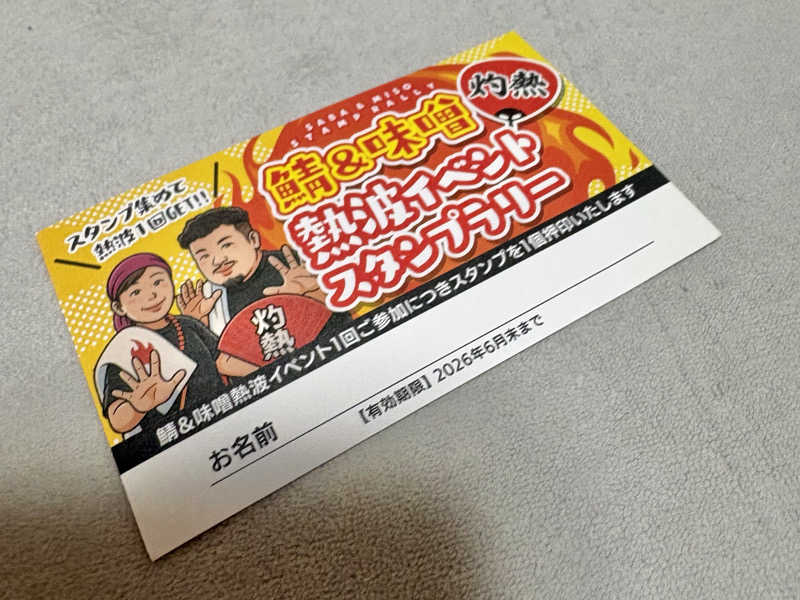 灼熱
SABA & MISO
STAMP RALLY
鯖&味噌
熱波イベント
スタンプラリー
スタンプ集めて
熱波1回GET!!
灼熱
鯖&味噌熱波イベント1回ご参加につきスタンプを1個押印いたします
お名前
【有効期限】2026年6月末まで